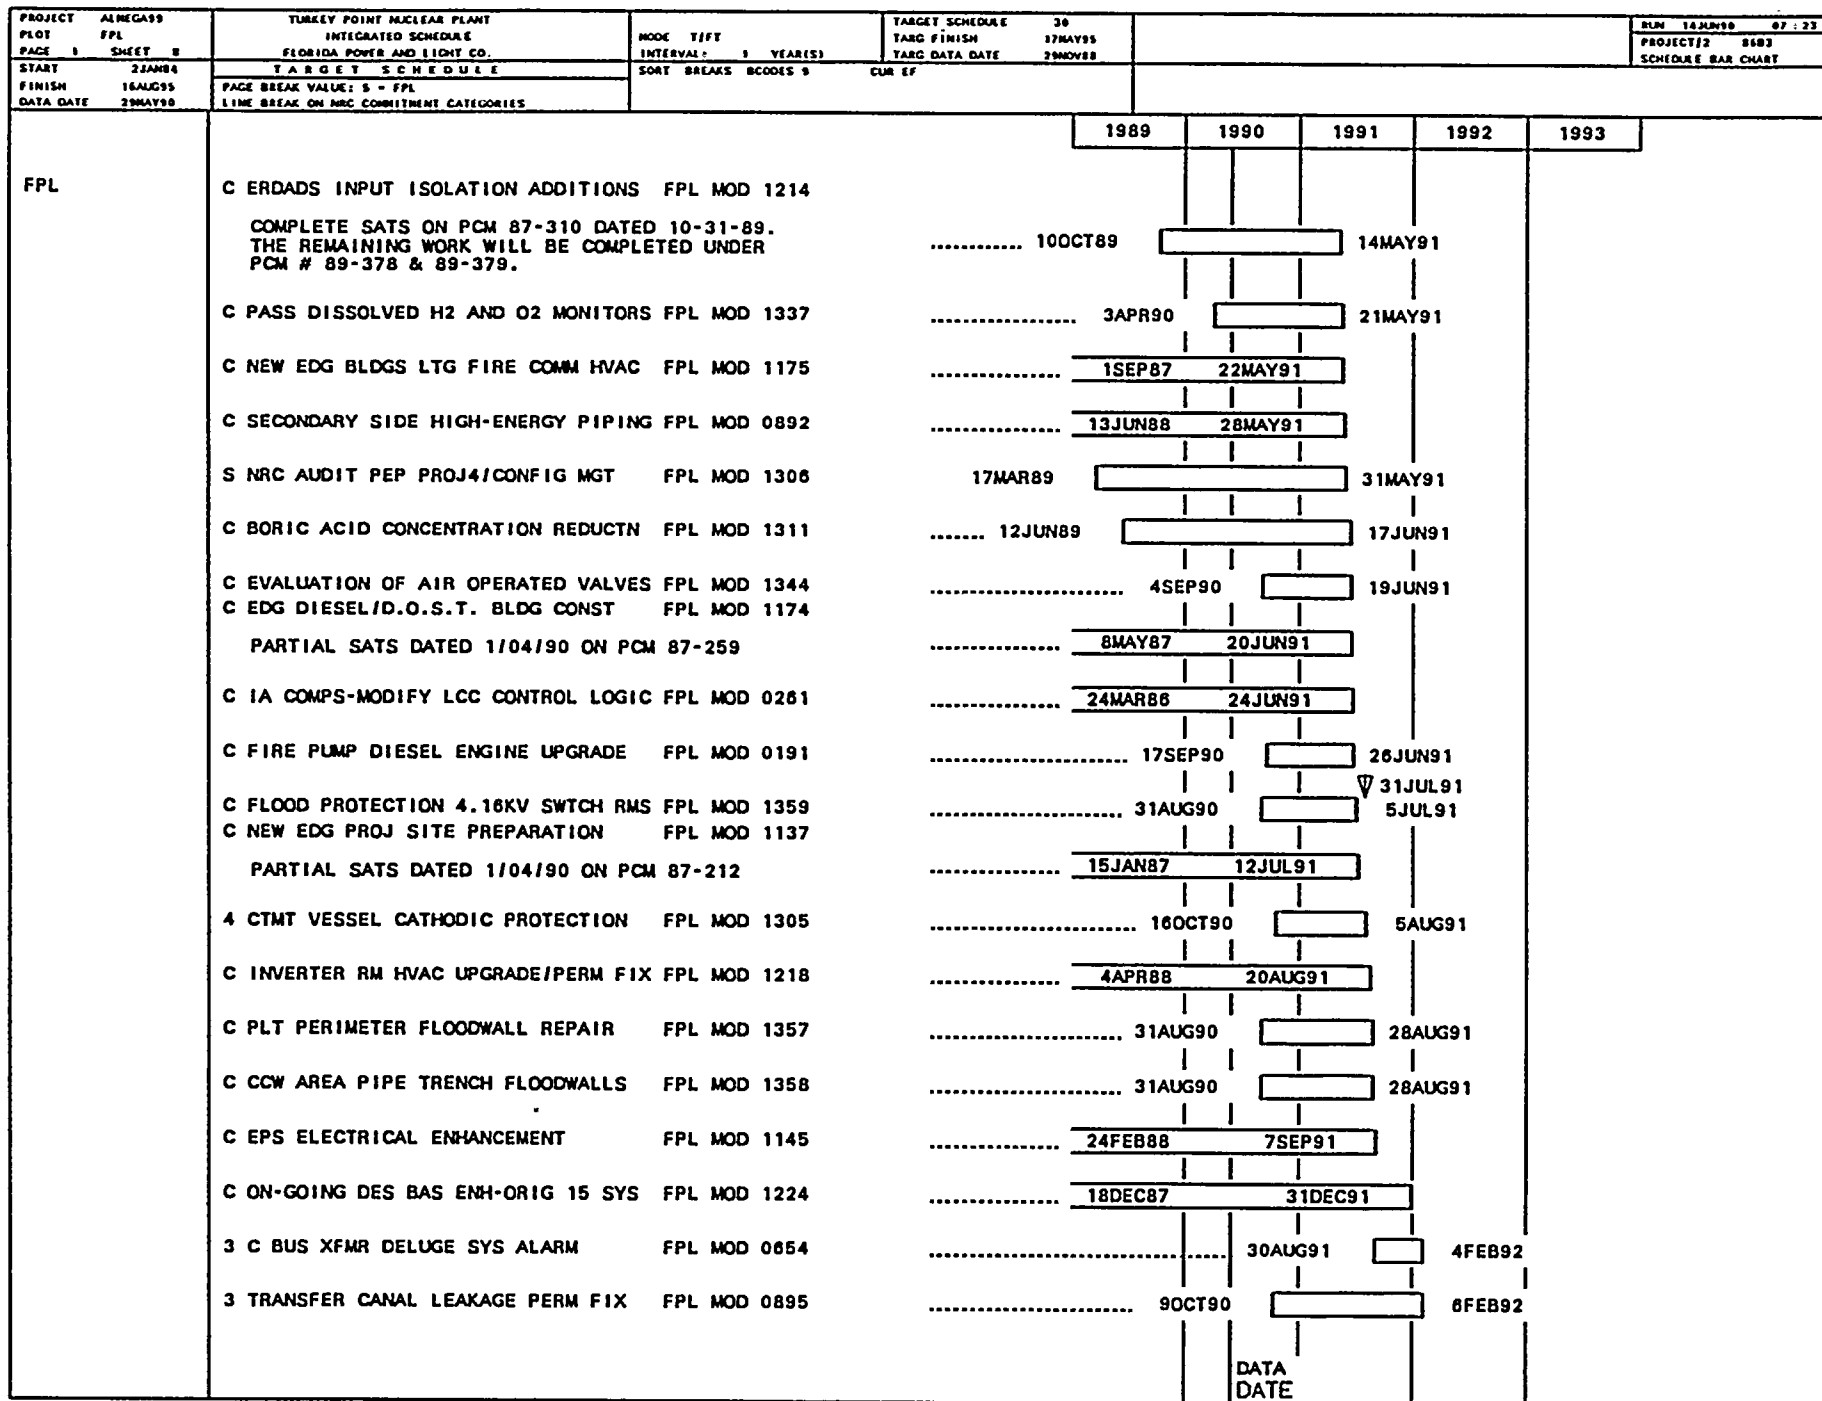 PROJECT ALMEGA99
PLOT FPL
PAGE 1 SHEET 8
START 2JAN84
FINISH 16AUG95
DATA DATE 29MAY90
TURKEY POINT NUCLEAR PLANT
INTEGRATED SCHEDULE
FLORIDA POWER AND LIGHT CO.
TARGET SCHEDULE
PAGE BREAK VALUE: 5 = FPL
LINE BREAK ON NRC COMMITMENT CATEGORIES
MODE T/FT
INTERVAL: 1 YEAR(S)
SORT BREAKS BCODES 9 CUR EF
TARGET SCHEDULE 30
TARG FINISH 17MAY95
TARG DATA DATE 29NOV88
RUN 14JUN90 07:23
PROJECT/2 8683
SCHEDULE BAR CHART
1989 1990 1991 1992 1993
FPL
C ERDADS INPUT ISOLATION ADDITIONS FPL MOD 1214
COMPLETE SATS ON PCM 87-310 DATED 10-31-89.
THE REMAINING WORK WILL BE COMPLETED UNDER
PCM # 89-378 & 89-379.
.......... 10OCT89 14MAY91
C PASS DISSOLVED H2 AND O2 MONITORS FPL MOD 1337 ................ 3APR90 21MAY91
C NEW EDG BLDGS LTG FIRE COMM HVAC FPL MOD 1175 .............. 1SEP87 22MAY91
C SECONDARY SIDE HIGH-ENERGY PIPING FPL MOD 0892 .............. 13JUN88 28MAY91
S NRC AUDIT PEP PROJ4/CONFIG MGT FPL MOD 1306 17MAR89 31MAY91
C BORIC ACID CONCENTRATION REDUCTN FPL MOD 1311 ...... 12JUN89 17JUN91
C EVALUATION OF AIR OPERATED VALVES FPL MOD 1344 ..................... 4SEP90 19JUN91
C EDG DIESEL/D.O.S.T. BLDG CONST FPL MOD 1174
PARTIAL SATS DATED 1/04/90 ON PCM 87-259 .............. 8MAY87 20JUN91
C IA COMPS-MODIFY LCC CONTROL LOGIC FPL MOD 0261 .............. 24MAR86 24JUN91
C FIRE PUMP DIESEL ENGINE UPGRADE FPL MOD 0191 ...................... 17SEP90 26JUN91
31JUL91
C FLOOD PROTECTION 4.16KV SWTCH RMS FPL MOD 1359 ..................... 31AUG90 5JUL91
C NEW EDG PROJ SITE PREPARATION FPL MOD 1137
PARTIAL SATS DATED 1/04/90 ON PCM 87-212 .............. 15JAN87 12JUL91
4 CTMT VESSEL CATHODIC PROTECTION FPL MOD 1305 ....................... 16OCT90 5AUG91
C INVERTER RM HVAC UPGRADE/PERM FIX FPL MOD 1218 .............. 4APR88 20AUG91
C PLT PERIMETER FLOODWALL REPAIR FPL MOD 1357 ..................... 31AUG90 28AUG91
C CCW AREA PIPE TRENCH FLOODWALLS FPL MOD 1358 ..................... 31AUG90 28AUG91
C EPS ELECTRICAL ENHANCEMENT FPL MOD 1145 .............. 24FEB88 7SEP91
C ON-GOING DES BAS ENH-ORIG 15 SYS FPL MOD 1224 .............. 18DEC87 31DEC91
3 C BUS XFMR DELUGE SYS ALARM FPL MOD 0654 ................................. 30AUG91 4FEB92
3 TRANSFER CANAL LEAKAGE PERM FIX FPL MOD 0895 ...................... 9OCT90 6FEB92
DATA
DATE